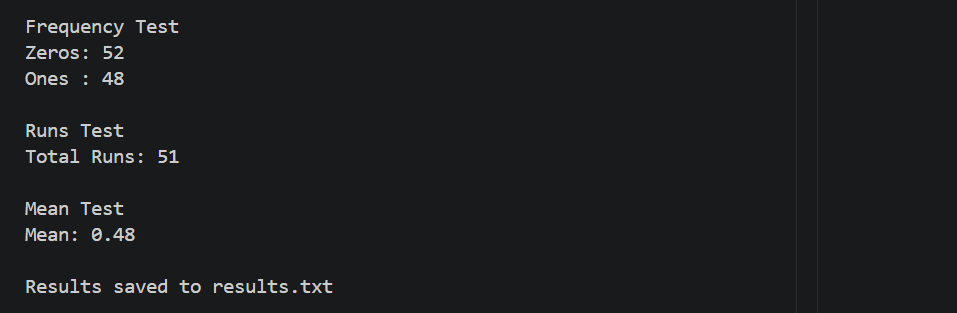 Frequency Test
Zeros: 52
Ones : 48
Runs Test
Total Runs: 51
Mean Test
Mean: 0.48
Results saved to results.txt